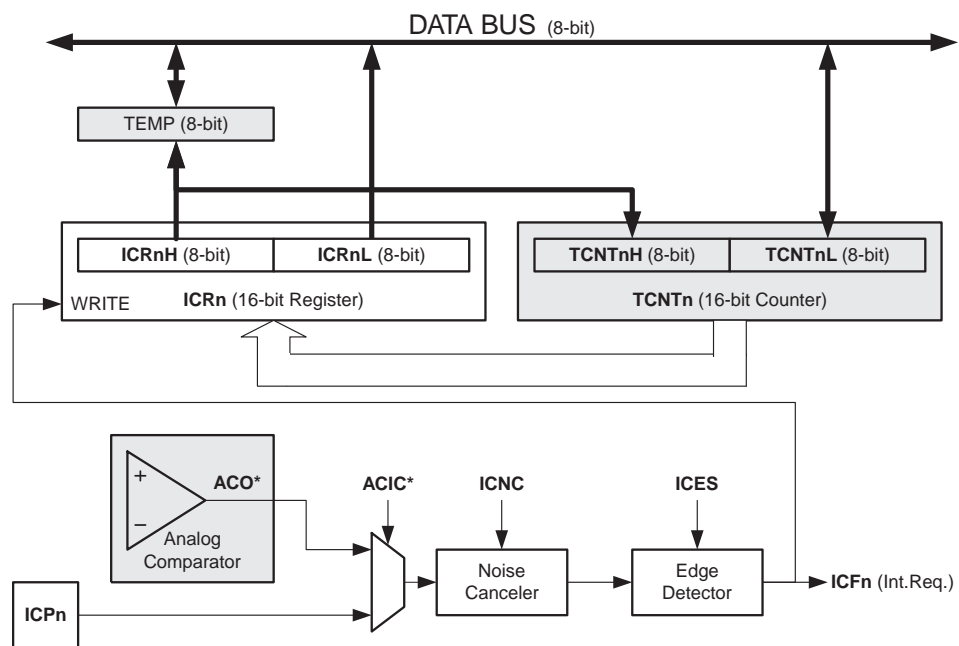 DATA BUS (8-bit)
TEMP (8-bit)
ICRnH (8-bit)
ICRnL (8-bit)
TCNTnH (8-bit)
TCNTnL (8-bit)
WRITE
ICRn (16-bit Register)
TCNTn (16-bit Counter)
+
−
ACO*
Analog
Comparator
ACIC*
ICNC
ICES
Noise
Canceler
Edge
Detector
ICFn (Int.Req.)
ICPn